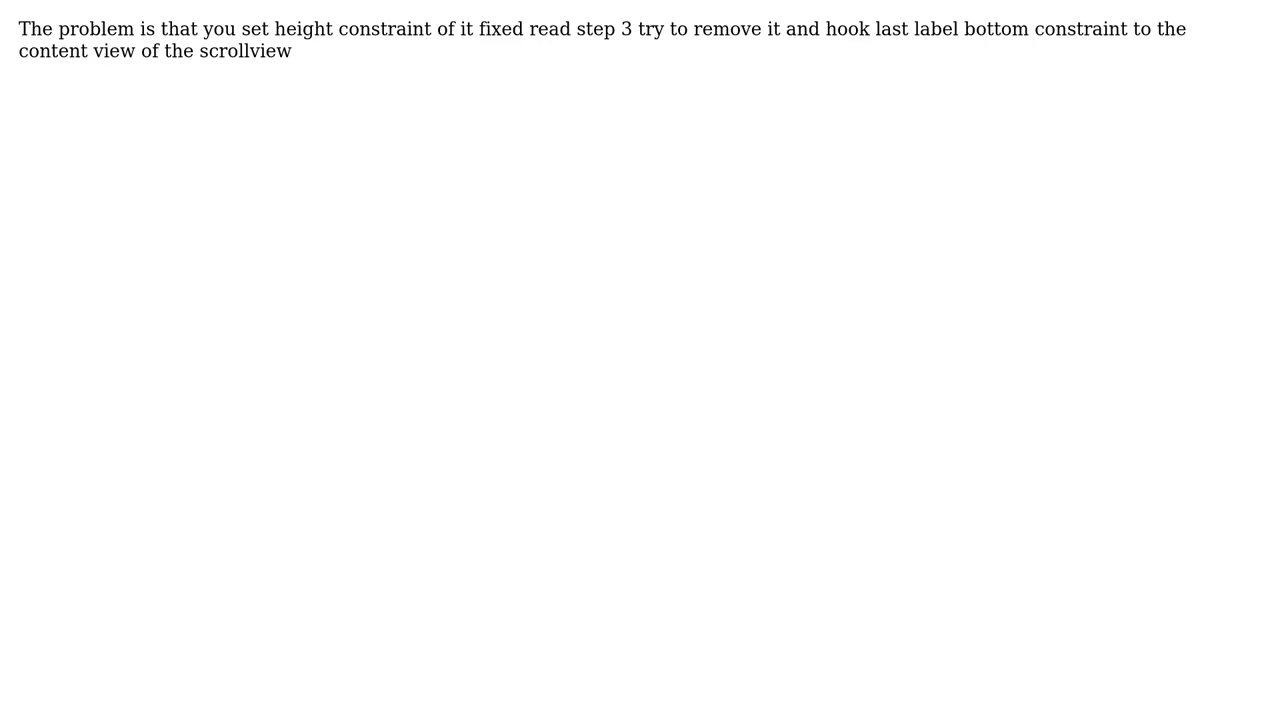 The problem is that you set height constraint of it fixed read step 3 try to remove it and hook last label bottom constraint to the
content view of the scrollview